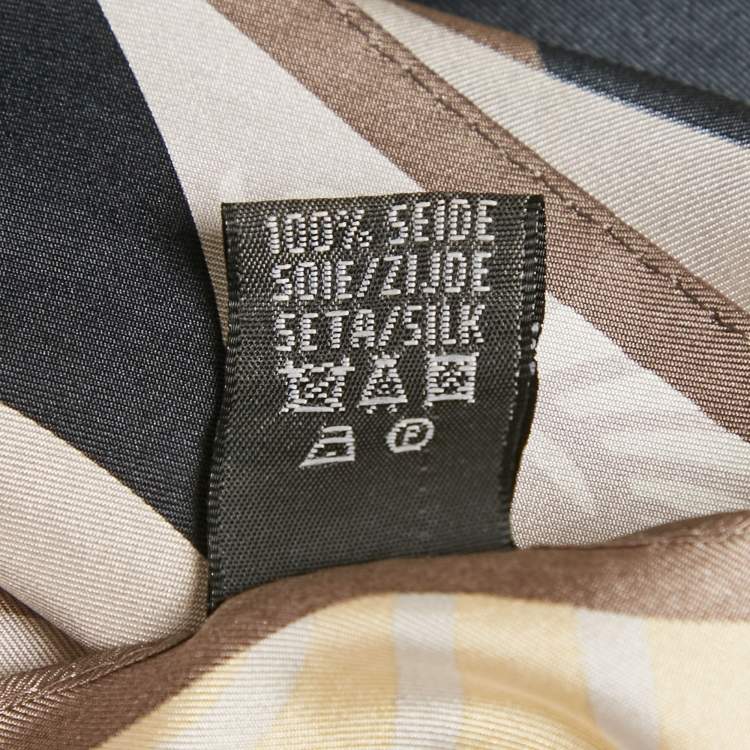 100% SEIDE
SOIE/ZIJDE
SETA/SILK
F